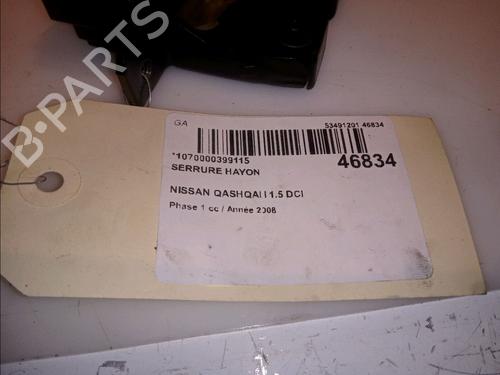 B-PARTS
GA
53491291 46834
*1070000399115
46834
SERRURE HAYON
NISSAN QASHQAI I 1.5 DCI
Phase 1 cc / Année 2008